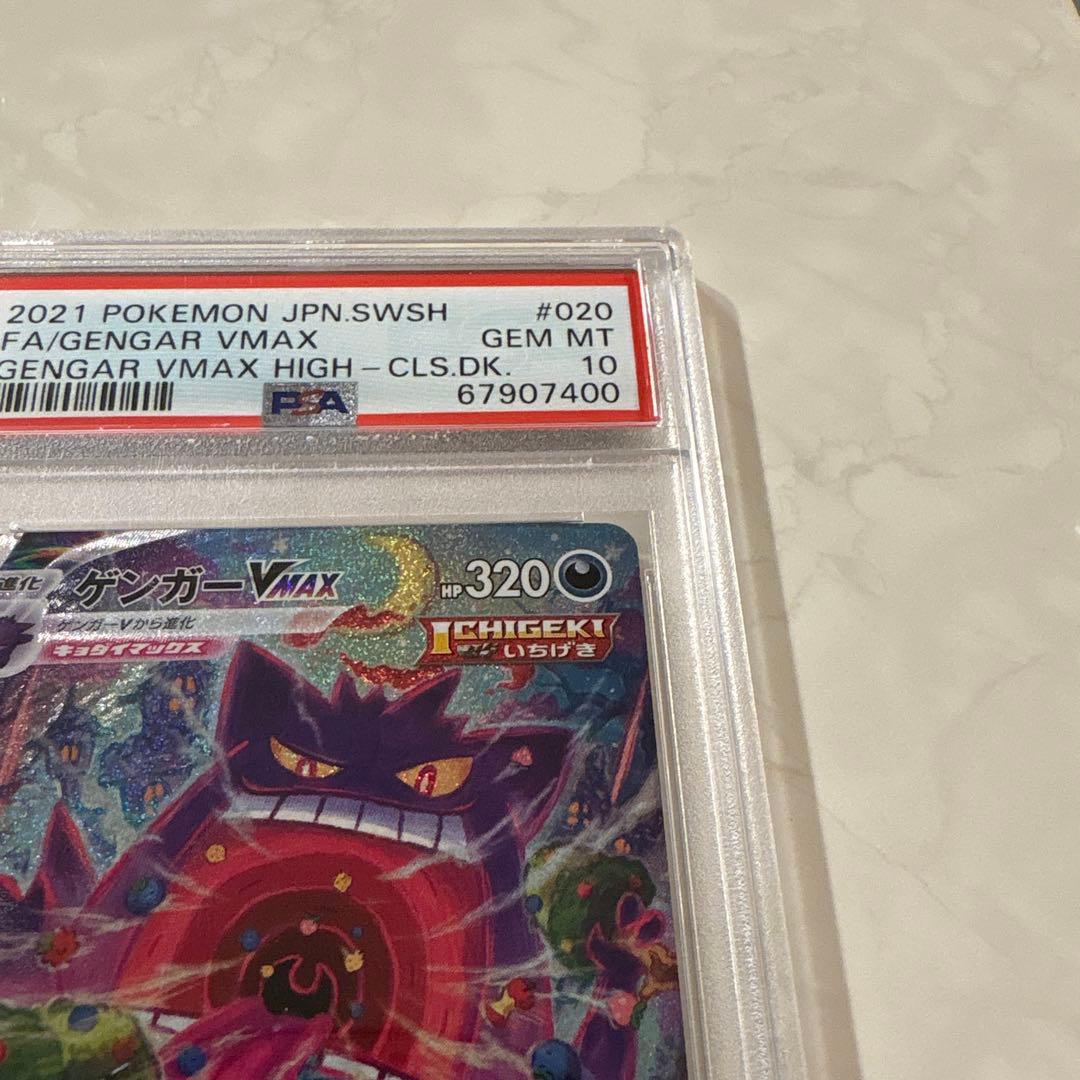 2021 POKEMON JPN.SWSH #020
FA/GENGAR VMAX GEM MT
GENGAR VMAX HIGH-CLS.DK. 10
PSA 67907400
進化 ゲンガーVMAX HP320
ゲンガーVから進化
キョダイマックス
ICHIGEKI
いちげき